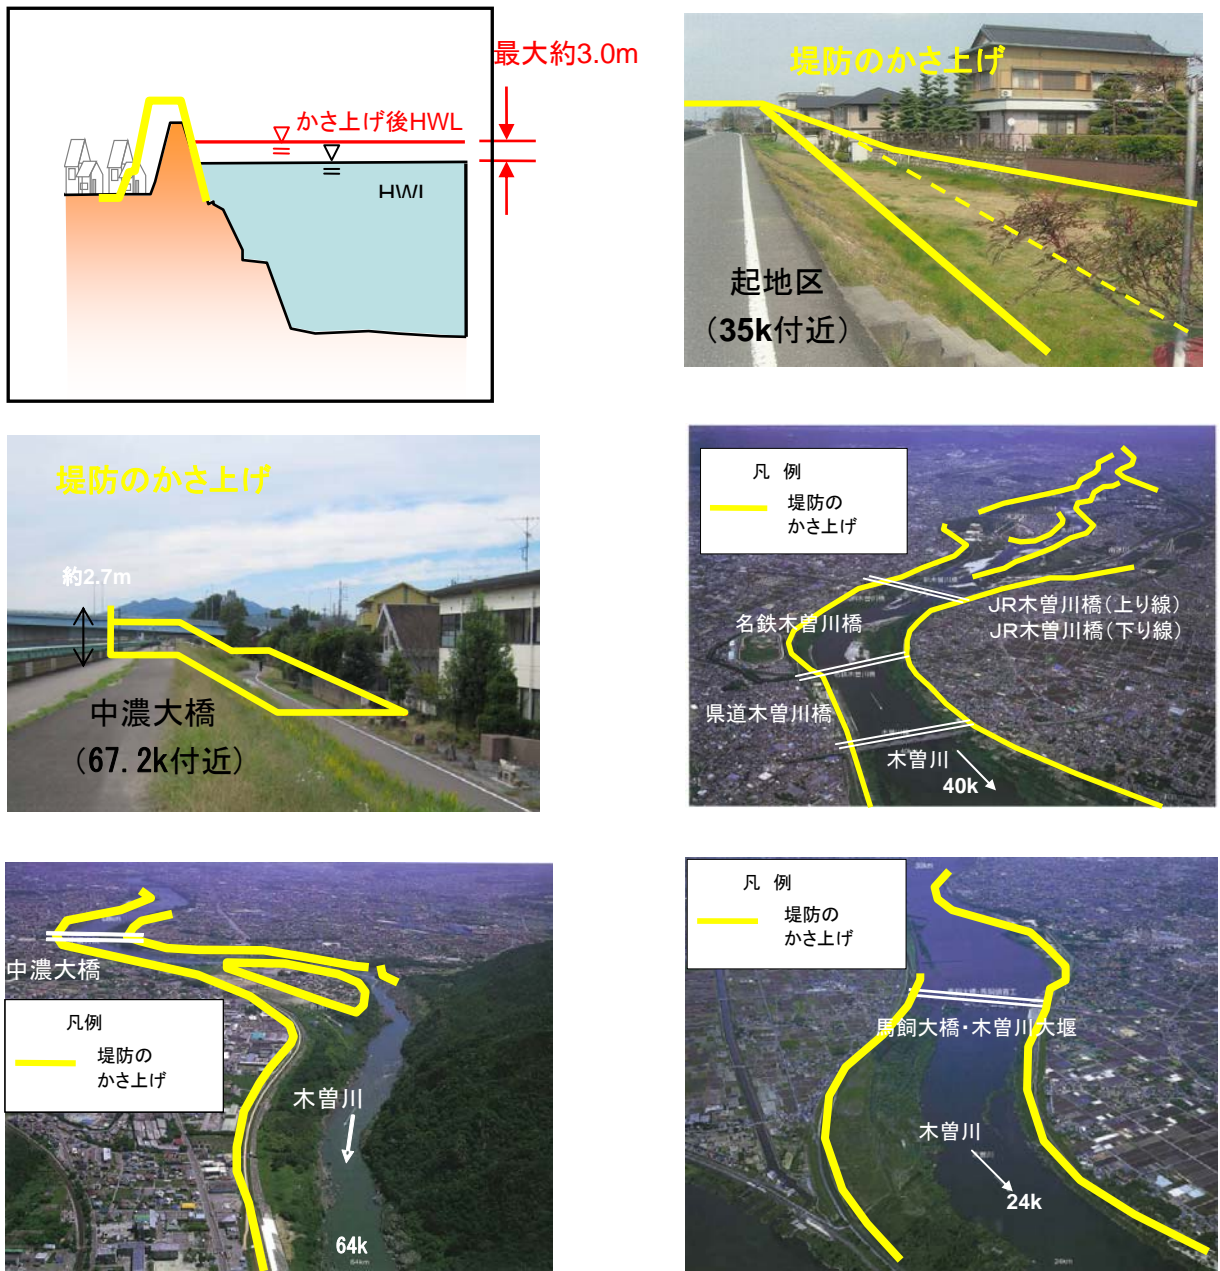 最大約3.0m
かさ上げ後HWL
HWL
堤防のかさ上げ
起地区
（35k付近）
堤防のかさ上げ
約2.7m
中濃大橋
（67.2k付近）
凡 例
堤防の
かさ上げ
名鉄木曽川橋
JR木曽川橋（上り線）
JR木曽川橋（下り線）
県道木曽川橋
木曽川
40k
中濃大橋
凡例
堤防の
かさ上げ
木曽川
64k
64km
30km
凡 例
堤防の
かさ上げ
馬飼大橋・木曽川大堰
木曽川
木曽川
24k
24km